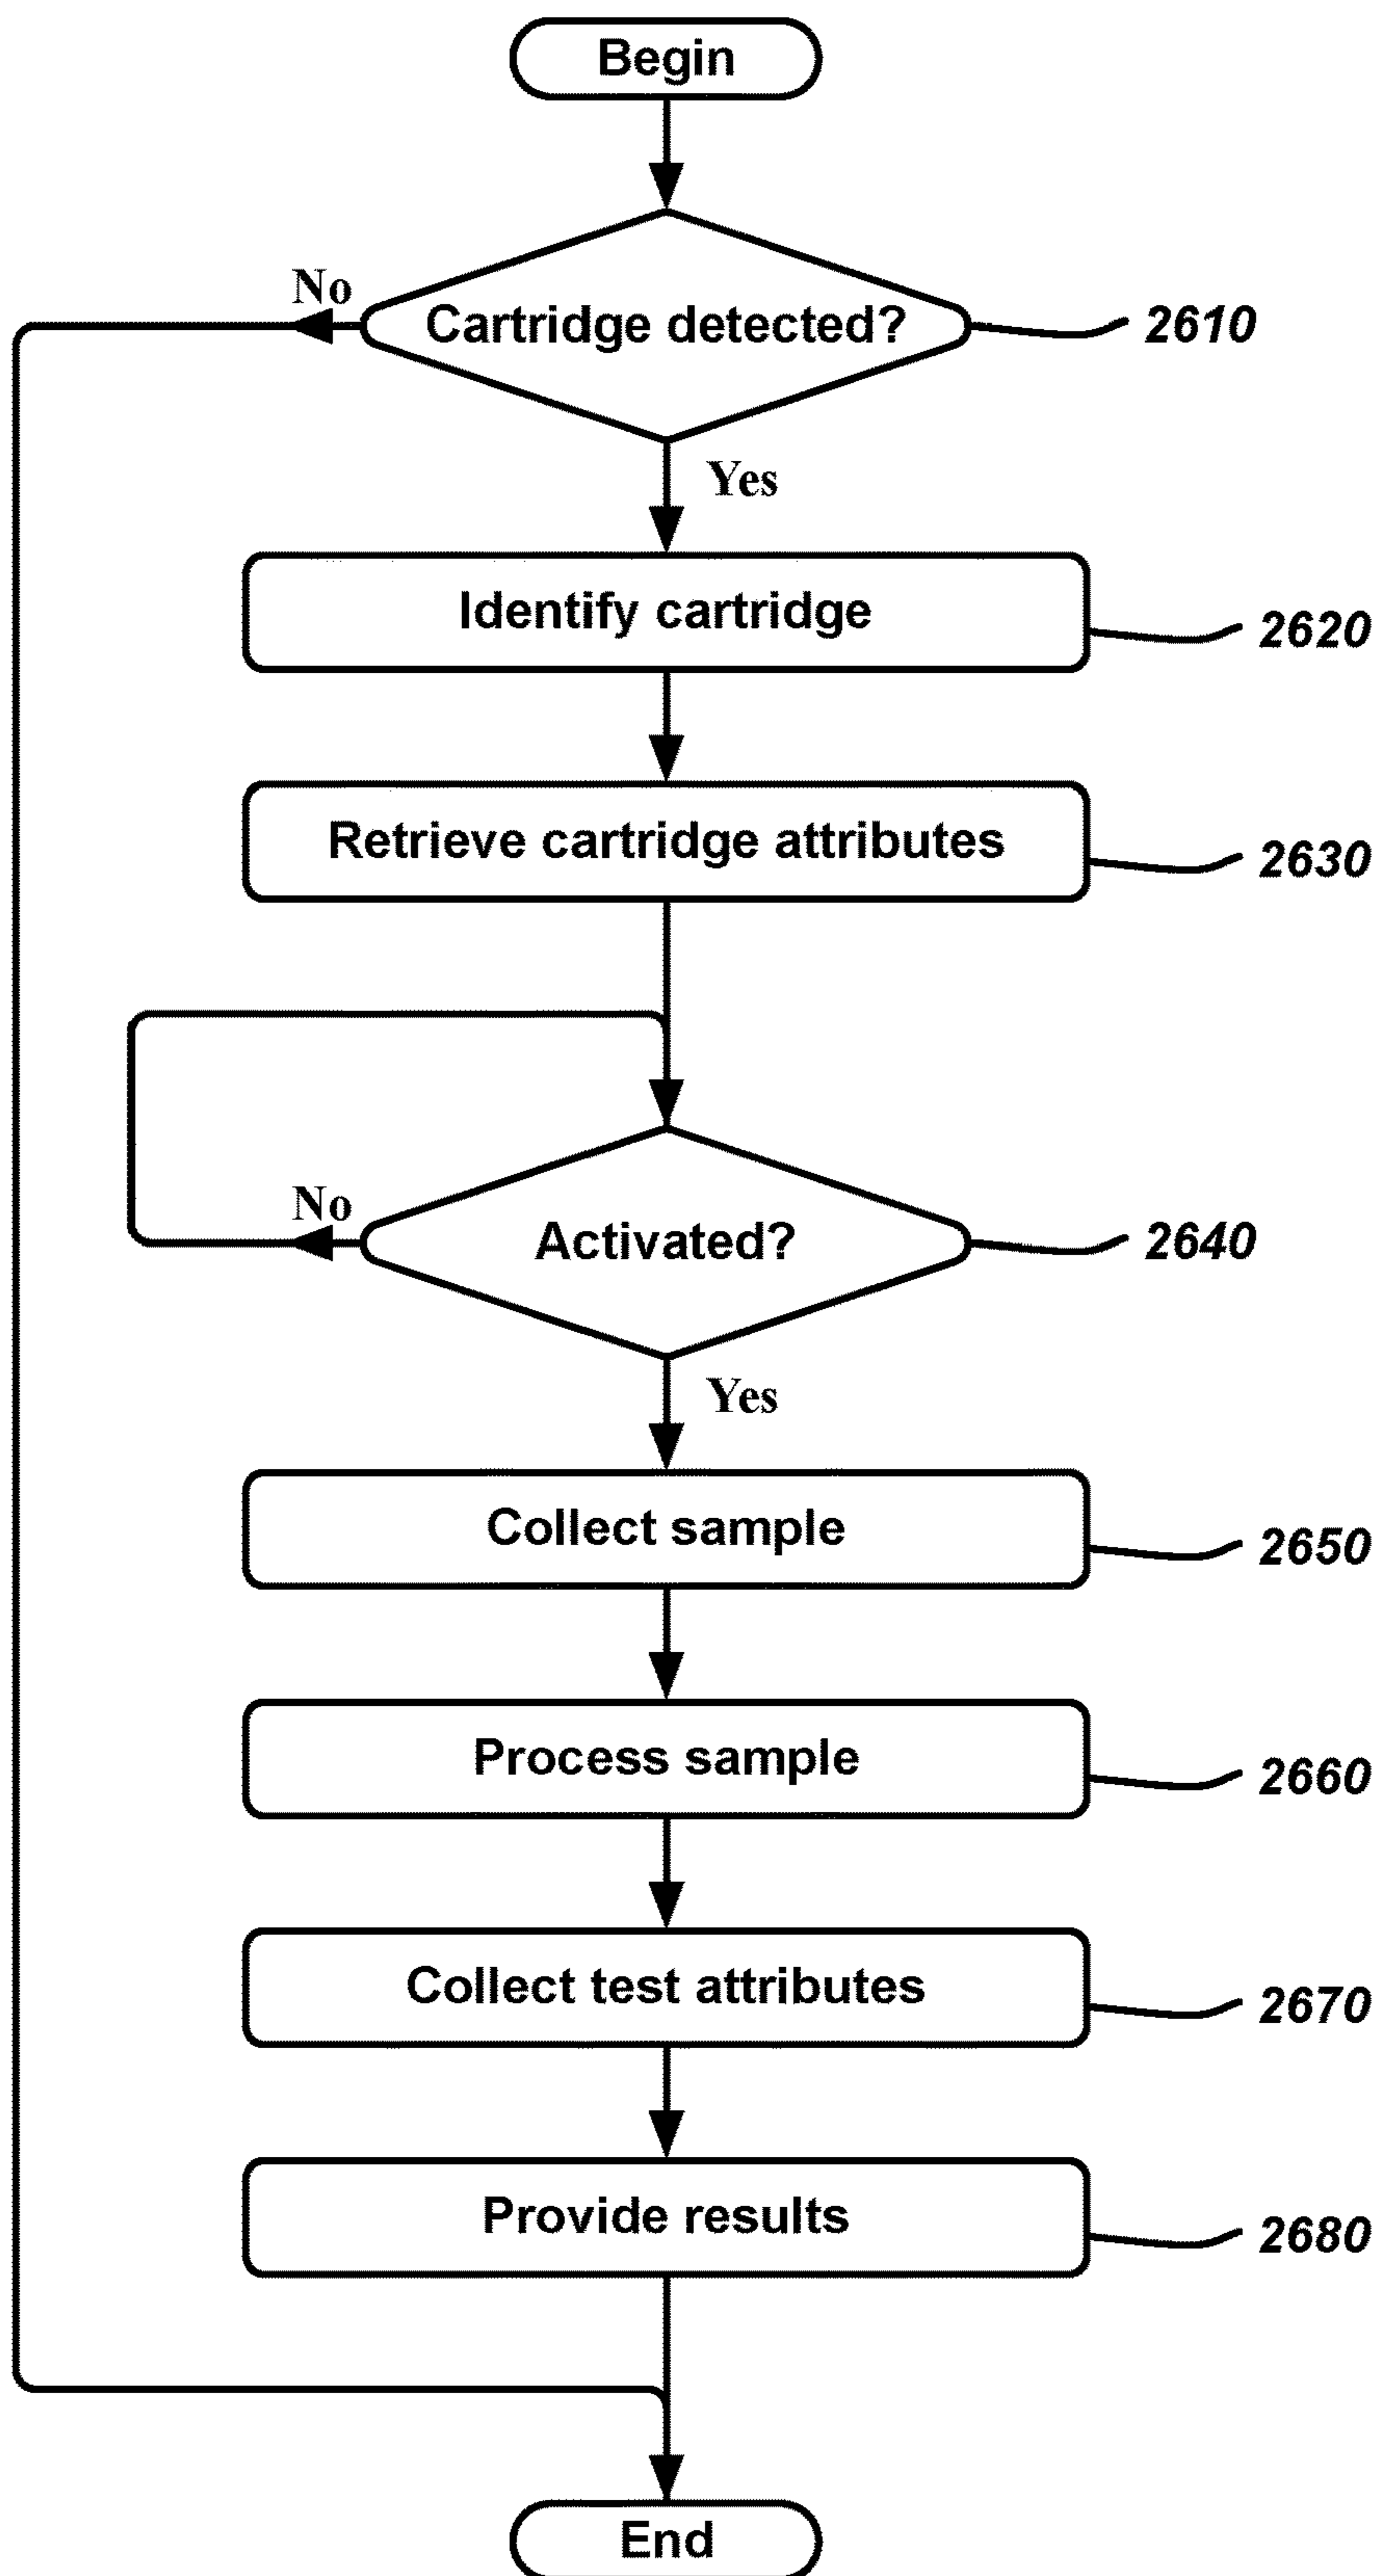 Begin
No
Cartridge detected?
2610
Yes
Identify cartridge
2620
Retrieve cartridge attributes
2630
No
Activated?
2640
Yes
Collect sample
2650
Process sample
2660
Collect test attributes
2670
Provide results
2680
End